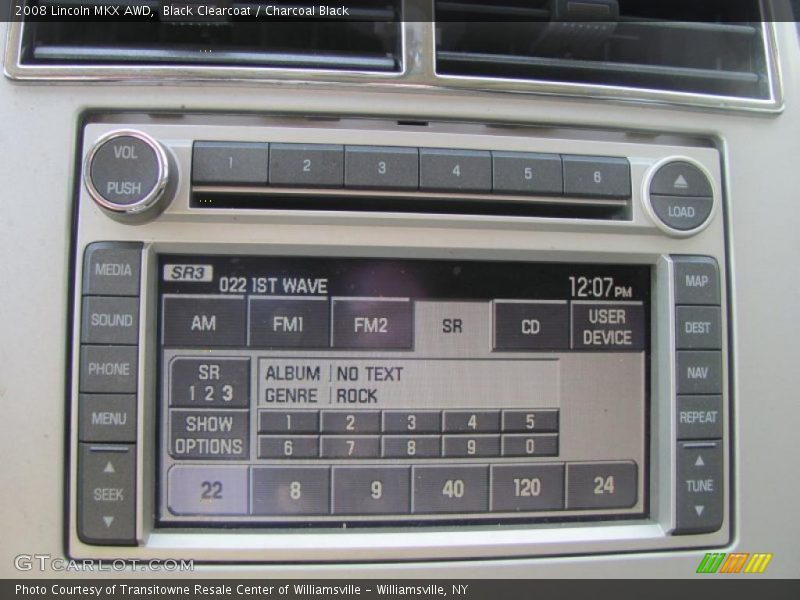 2008 Lincoln MKX AWD, Black Clearcoat / Charcoal Black
VOL
PUSH
1 2 3 4 5 6
LOAD
MEDIA
SOUND
PHONE
MENU
SEEK
SR3
022 1ST WAVE
12:07PM
AM FM1 FM2 SR CD USER DEVICE
SR
1 2 3
ALBUM NO TEXT
GENRE ROCK
SHOW
OPTIONS
1 2 3 4 5
6 7 8 9 0
22 8 9 40 120 24
MAP
DEST
NAV
REPEAT
TUNE
GTCARLOT.COM
Photo Courtesy of Transitowne Resale Center of Williamsville - Williamsville, NY